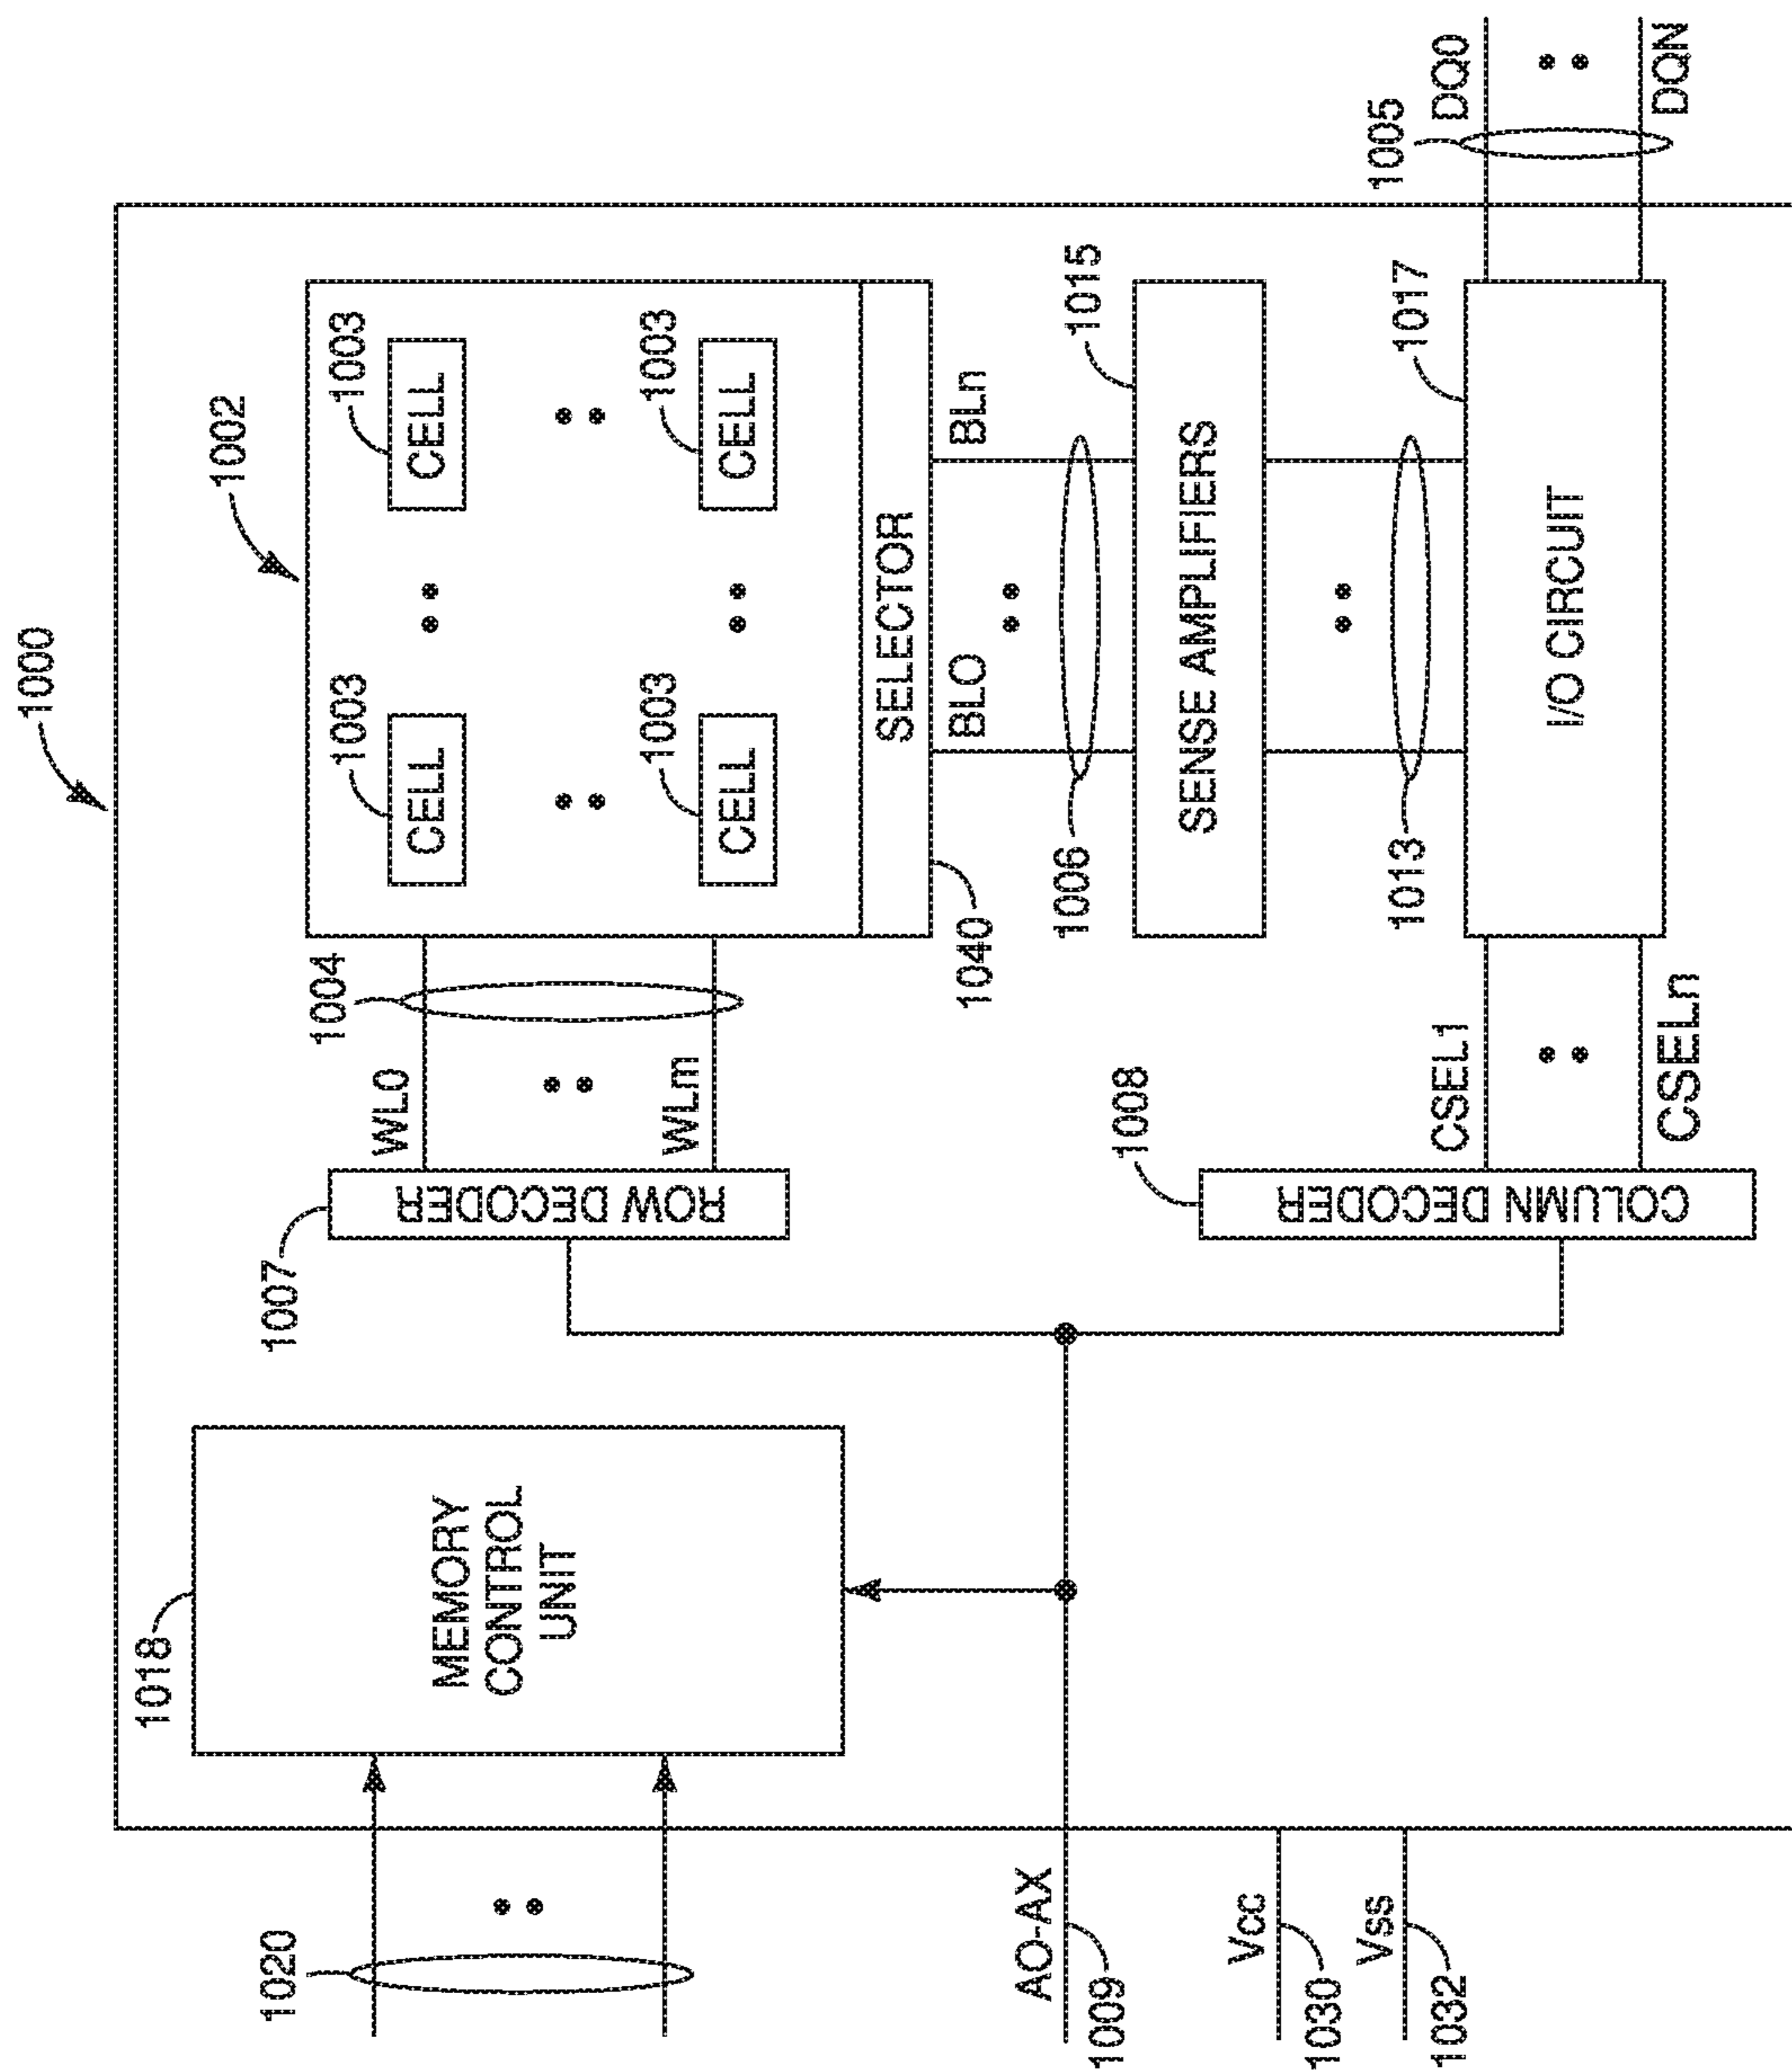 1000
1018
1002
1020
1007
1004
1003
1003
WL0
CELL
CELL
MEMORY
CONTROL
UNIT
ROW DECODER
1003
1003
WLm
CELL
CELL
SELECTOR
BLO
BLn
1040
AO-AX
1006
1015
1009
1008
SENSE AMPLIFIERS
Vcc
1030
Vss
1005
1013
1017
1032
CSEL1
DQ0
COLUMN DECODER
I/O CIRCUIT
CSELn
DQN